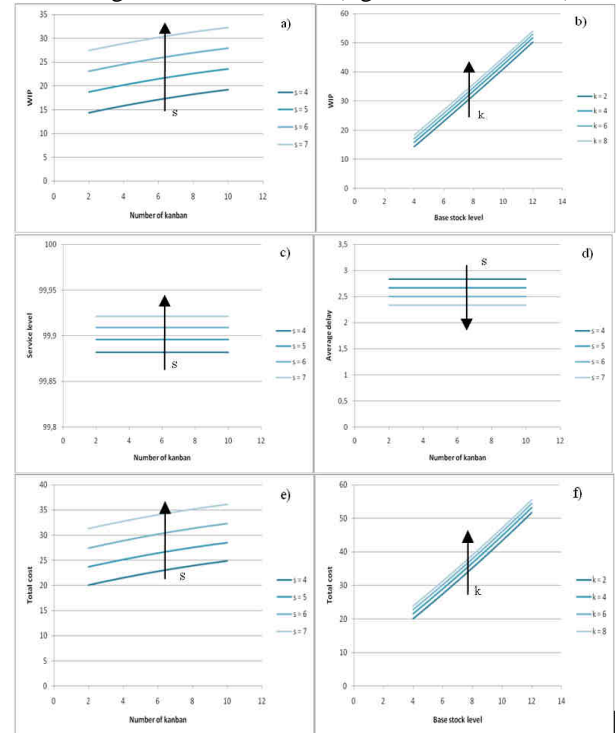 a)
35
30
25
20
15
10
5
0
WIP
s
0 2 4 6 8 10 12
Number of kanban
s = 4
s = 5
s = 6
s = 7
b)
60
50
40
30
20
10
0
WIP
k
0 2 4 6 8 10 12 14
Base stock level
k = 2
k = 4
k = 6
k = 8
c)
100
99,95
99,9
99,85
99,8
Service level
s
0 2 4 6 8 10 12
Number of kanban
s = 4
s = 5
s = 6
s = 7
d)
3,5
3
2,5
2
1,5
1
0,5
0
Average delay
s
0 2 4 6 8 10 12
Number of kanban
s = 4
s = 5
s = 6
s = 7
e)
40
35
30
25
20
15
10
5
0
Total cost
s
0 2 4 6 8 10 12
Number of kanban
s = 4
s = 5
s = 6
s = 7
f)
60
50
40
30
20
10
0
Total cost
k
0 2 4 6 8 10 12 14
Base stock level
k = 2
k = 4
k = 6
k = 8